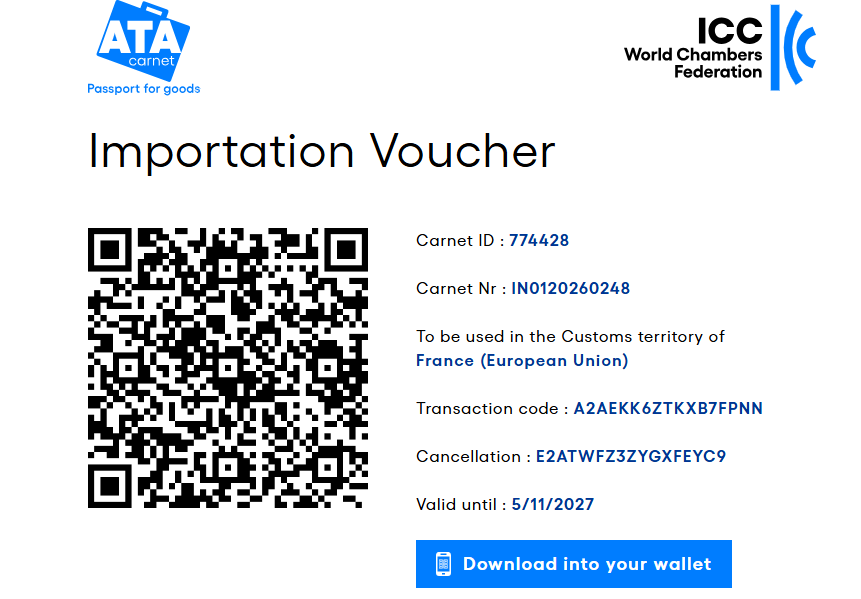 ATA
carnet
Passport for goods
ICC
World Chambers
Federation
Importation Voucher
Carnet ID : 774428
Carnet Nr : IN0120260248
To be used in the Customs territory of
France (European Union)
Transaction code : A2AEKK6ZTKXB7FPNN
Cancellation : E2ATWFZ3ZYGXFEYC9
Valid until : 5/11/2027
Download into your wallet